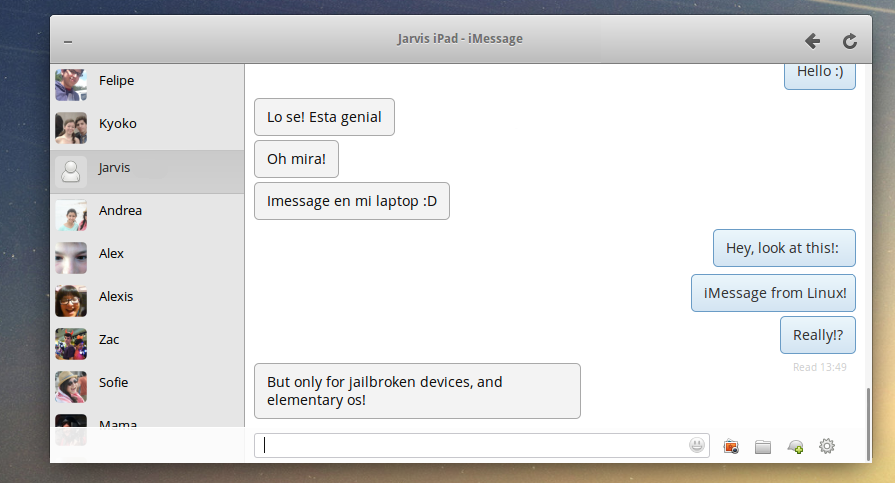 Jarvis iPad - iMessage
Felipe
Kyoko
Jarvis
Andrea
Alex
Alexis
Zac
Sofie
Mama
Hello :)
Lo se! Esta genial
Oh mira!
Imessage en mi laptop :D
Hey, look at this!:
iMessage from Linux!
Really!?
Read 13:49
But only for jailbroken devices, and
elementary os!